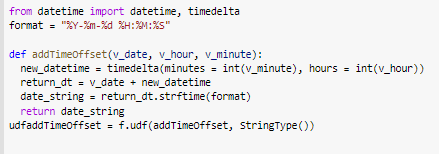 from datetime import datetime, timedelta
format = "%Y-%m-%d %H:%M:%S"
def addTimeOffset(v_date, v_hour, v_minute):
  new_datetime = timedelta(minutes = int(v_minute), hours = int(v_hour))
  return_dt = v_date + new_datetime
  date_string = return_dt.strftime(format)
  return date_string
udfaddTimeOffset = f.udf(addTimeOffset, StringType())